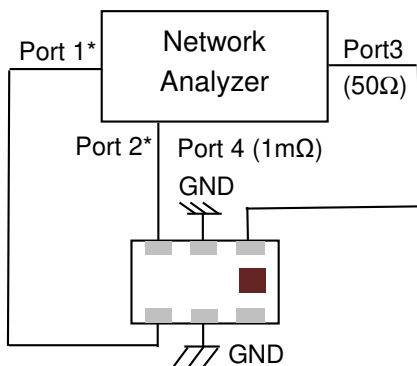 Network
Analyzer
Port 1*
Port3
(50Ω)
Port 2*
Port 4 (1mΩ)
GND
GND